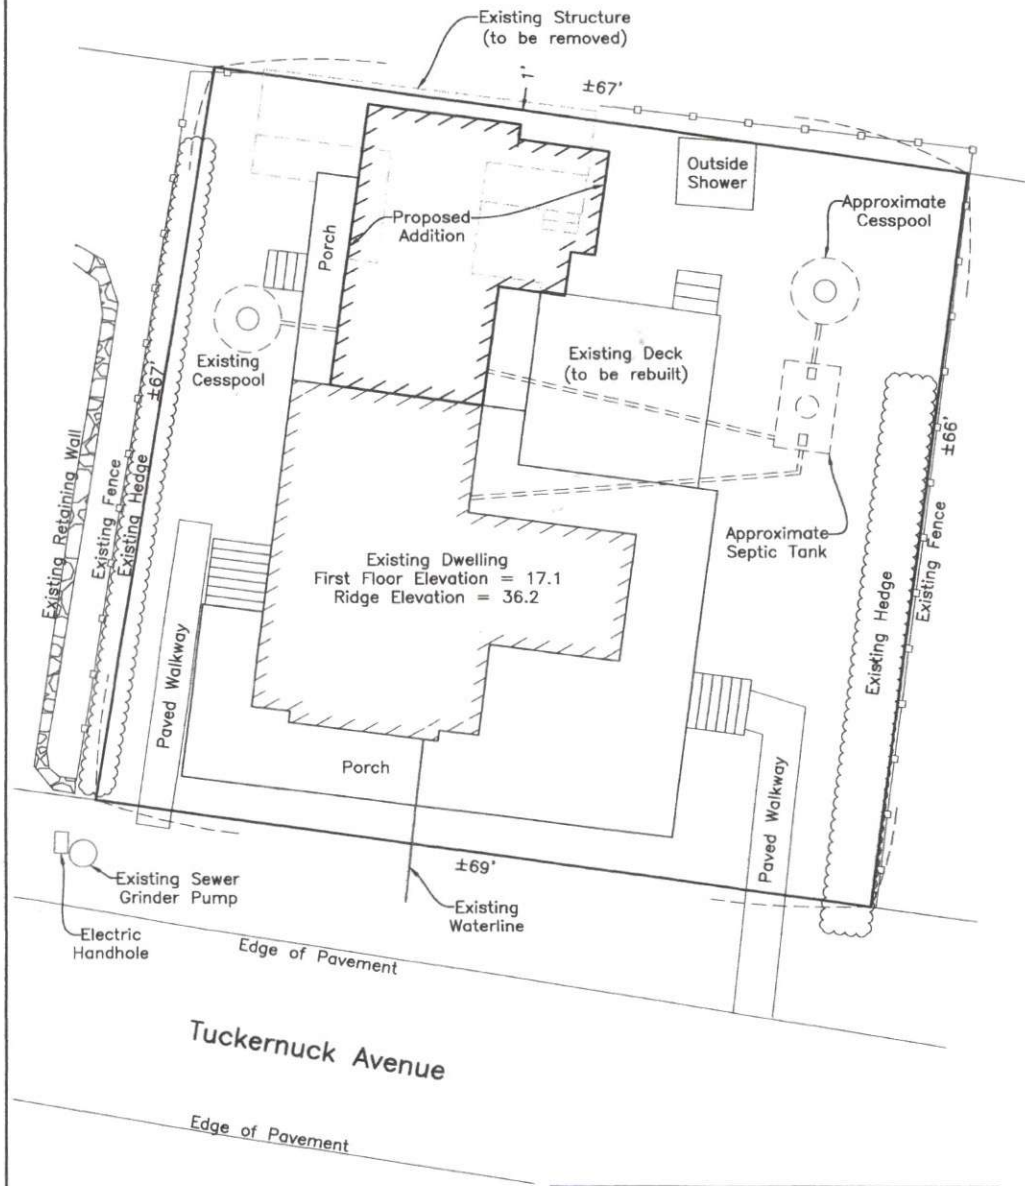 Existing Structure
(to be removed)
1'
±67'
Outside
Shower
Approximate
Cesspool
Proposed
Addition
Porch
Existing
Cesspool
Existing Deck
(to be rebuilt)
±67'
±66'
Existing Retaining Wall
Existing Fence
Existing Hedge
Approximate
Septic Tank
Existing Dwelling
First Floor Elevation = 17.1
Ridge Elevation = 36.2
Existing Hedge
Existing Fence
Paved Walkway
Porch
Paved Walkway
±69'
Existing Sewer
Grinder Pump
Existing
Waterline
Electric
Handhole
Edge of Pavement
Tuckernuck Avenue
Edge of Pavement